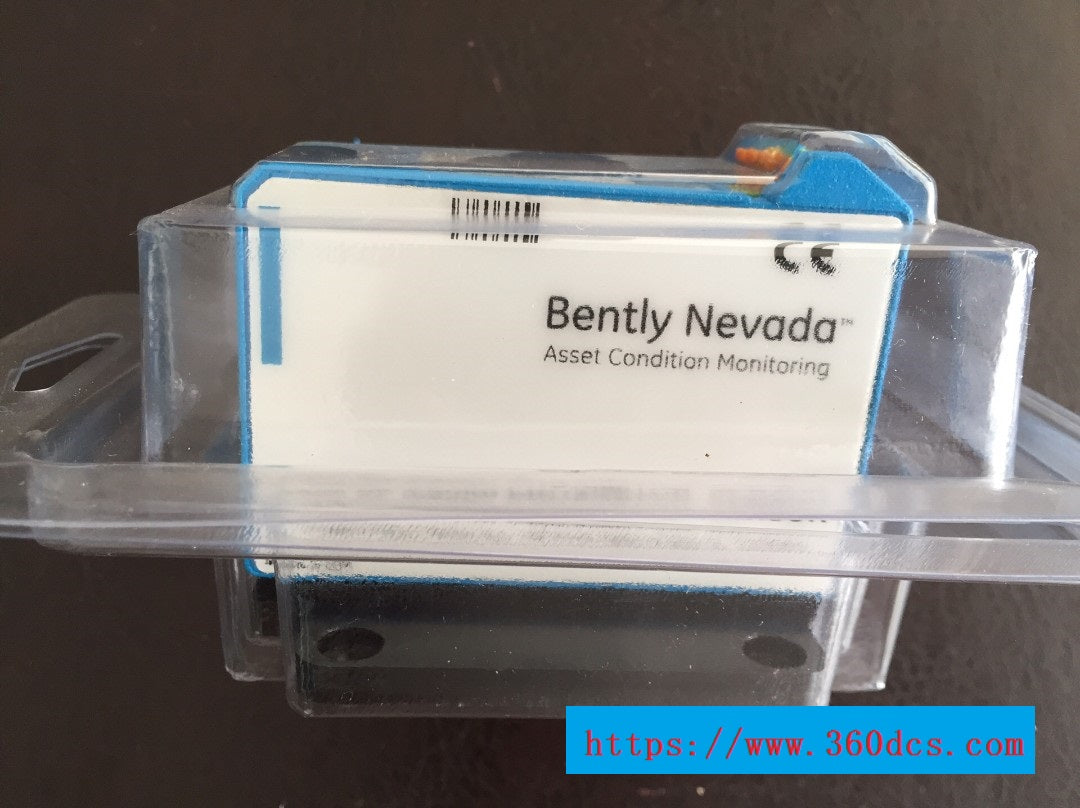 CE
Bently Nevada™
Asset Condition Monitoring
https://www.360dcs.com